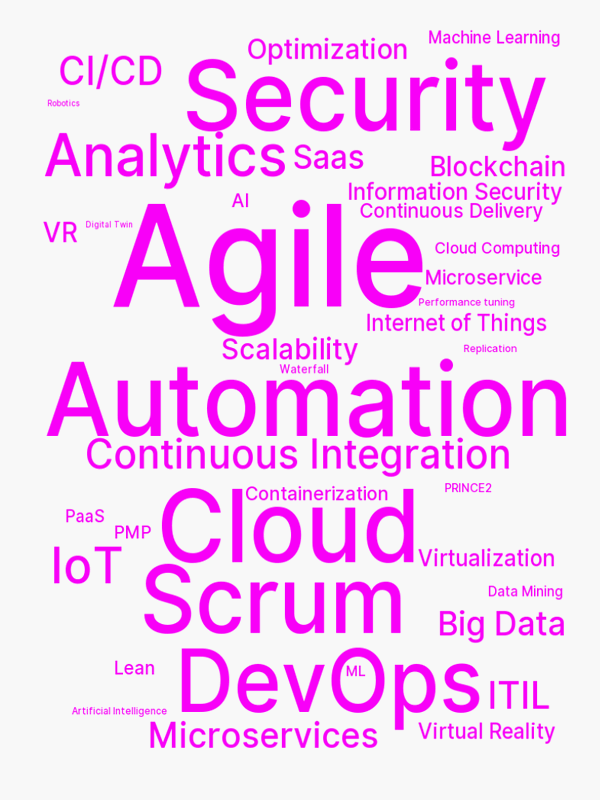 Machine Learning
Optimization
CI/CD
Security
Robotics
Analytics
Saas
Blockchain
Information Security
AI
Continuous Delivery
Digital Twin
VR
Agile
Cloud Computing
Microservice
Performance tuning
Internet of Things
Scalability
Replication
Waterfall
Automation
Continuous Integration
PRINCE2
Containerization
PaaS
Cloud
PMP
Virtualization
IoT
Data Mining
Scrum
Big Data
Lean
ML
DevOps
ITIL
Artificial Intelligence
Virtual Reality
Microservices